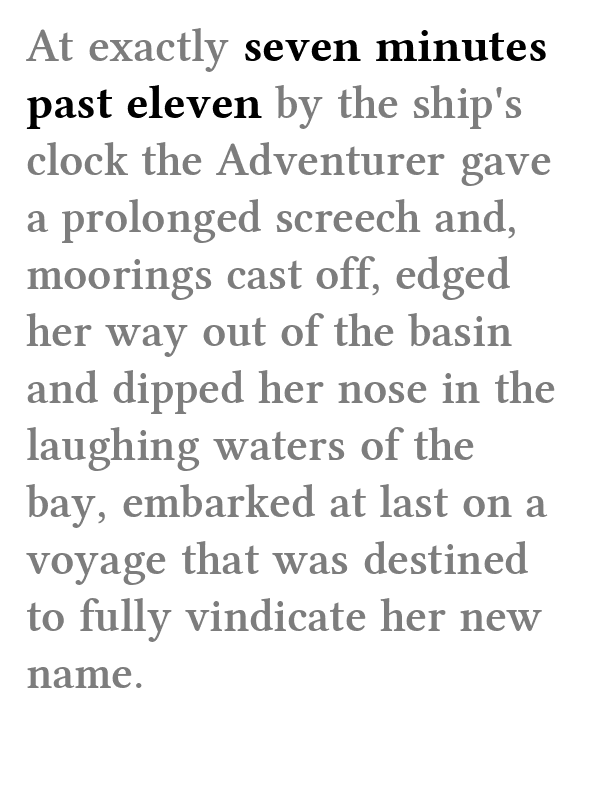 At exactly seven minutes
past eleven by the ship's
clock the Adventurer gave
a prolonged screech and,
moorings cast off, edged
her way out of the basin
and dipped her nose in the
laughing waters of the
bay, embarked at last on a
voyage that was destined
to fully vindicate her new
name.